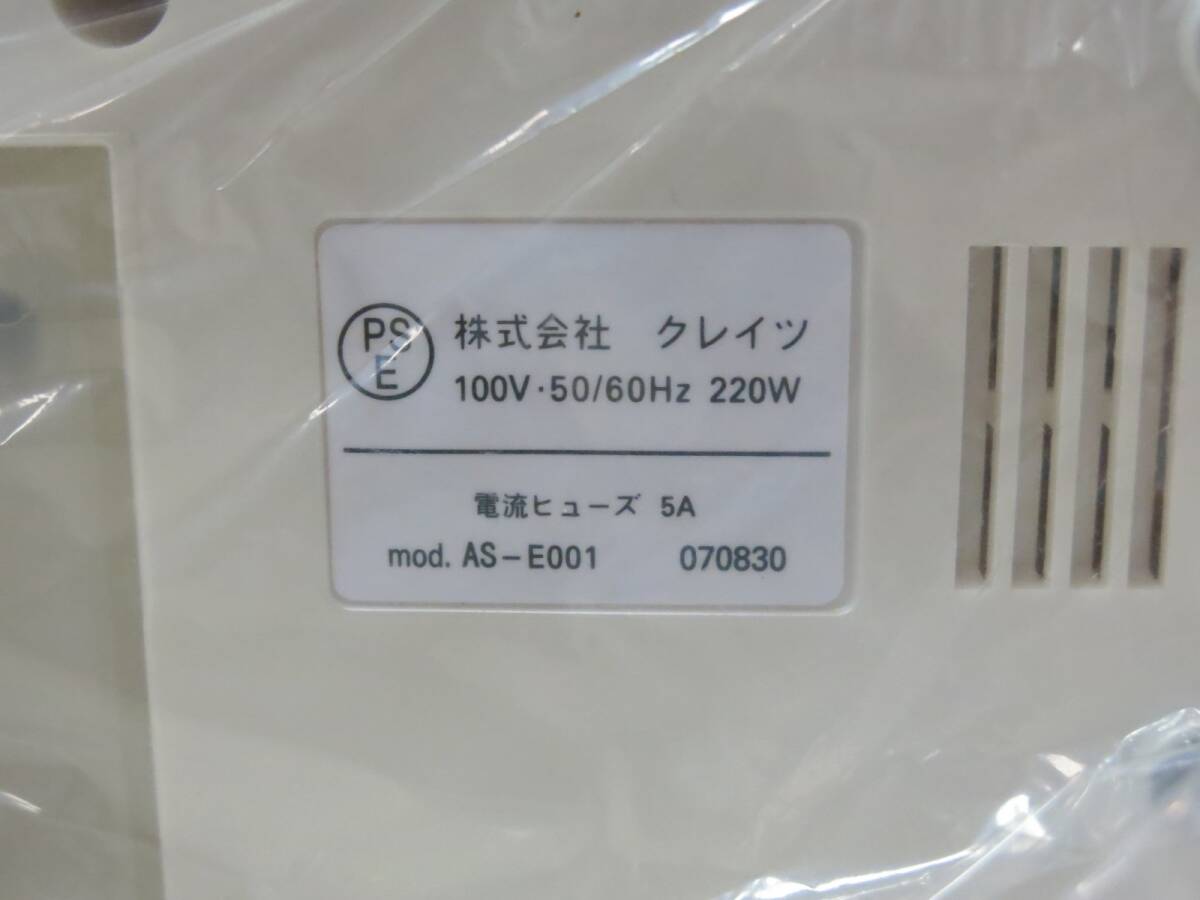 PS
E
株式会社 クレイツ
100V·50/60Hz 220W
電流ヒューズ 5A
mod. AS-E001 070830